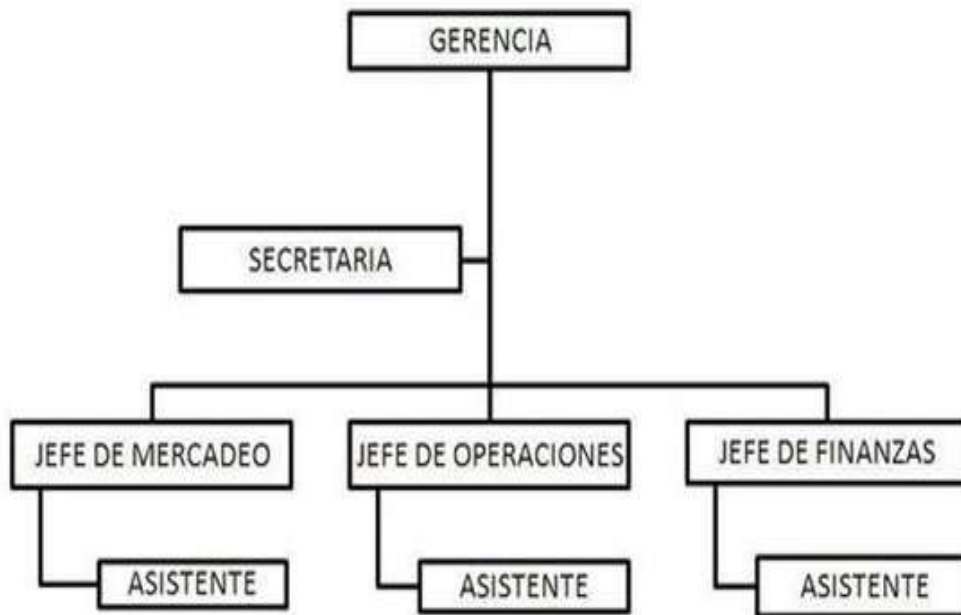 GERENCIA
SECRETARIA
JEFE DE MERCADEO
JEFE DE OPERACIONES
JEFE DE FINANZAS
ASISTENTE
ASISTENTE
ASISTENTE